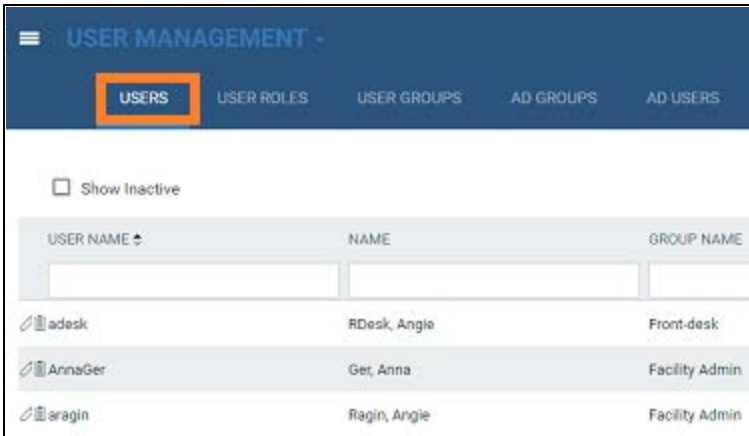 USER MANAGEMENT -
USERS USER ROLES USER GROUPS AD GROUPS AD USERS
Show Inactive
USER NAME NAME GROUP NAME
adesk RDesk, Angie Front-desk
AnnaGer Ger, Anna Facility Admin
aragin Ragin, Angie Facility Admin